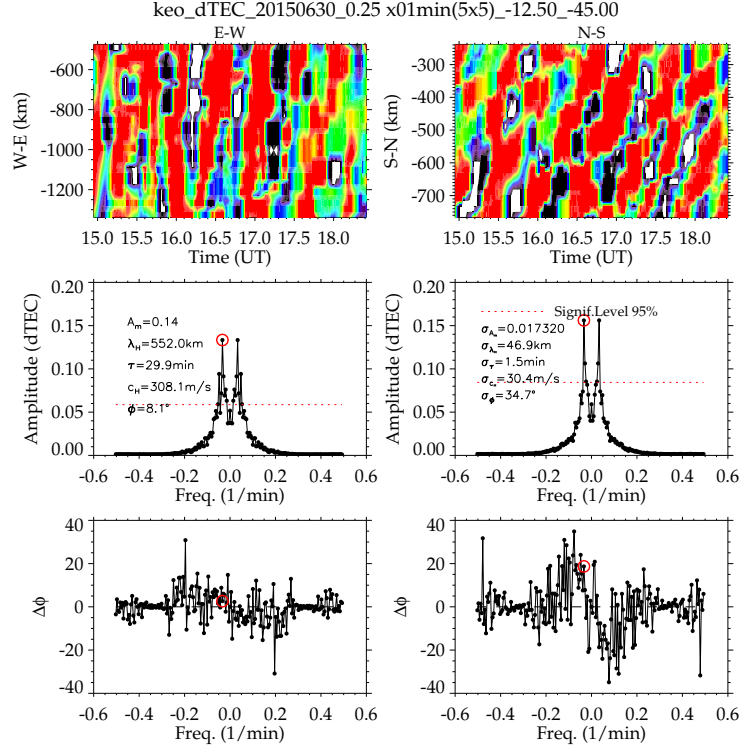 keo_dTEC_20150630_0.25 x01min(5x5)_-12.50_-45.00
E-W
N-S
W-E (km)
-600
-800
-1000
-1200
15.0 15.5 16.0 16.5 17.0 17.5 18.0
Time (UT)
S-N (km)
-300
-400
-500
-600
-700
15.0 15.5 16.0 16.5 17.0 17.5 18.0
Time (UT)
Amplitude (dTEC)
0.20
0.15
0.10
0.05
0.00
Aₘ=0.14
λ_H=552.0km
τ=29.9min
c_H=308.1m/s
ϕ=8.1°
-0.6 -0.4 -0.2 0.0 0.2 0.4 0.6
Freq. (1/min)
Amplitude (dTEC)
0.20
0.15
0.10
0.05
0.00
Signif.Level 95%
σ_Aₘ=0.017320
σ_λₘ=46.9km
σ_τ=1.5min
σ_cₘ=30.4m/s
σ_ϕ=34.7°
-0.6 -0.4 -0.2 0.0 0.2 0.4 0.6
Freq. (1/min)
Δϕ
40
20
0
-20
-40
-0.6 -0.4 -0.2 0.0 0.2 0.4 0.6
Freq. (1/min)
Δϕ
40
20
0
-20
-40
-0.6 -0.4 -0.2 0.0 0.2 0.4 0.6
Freq. (1/min)